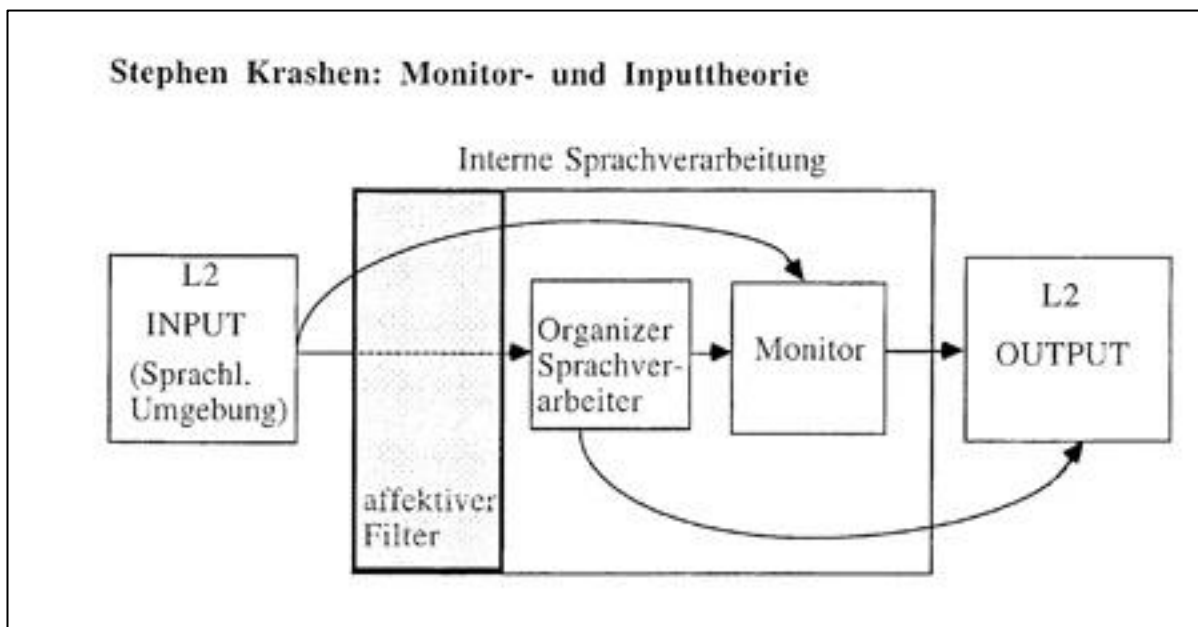 Stephen Krashen: Monitor- und Inputtheorie
Interne Sprachverarbeitung
L2
INPUT
(Sprachl.
Umgebung)
affektiver
Filter
Organizer
Sprachver-
arbeiter
Monitor
L2
OUTPUT